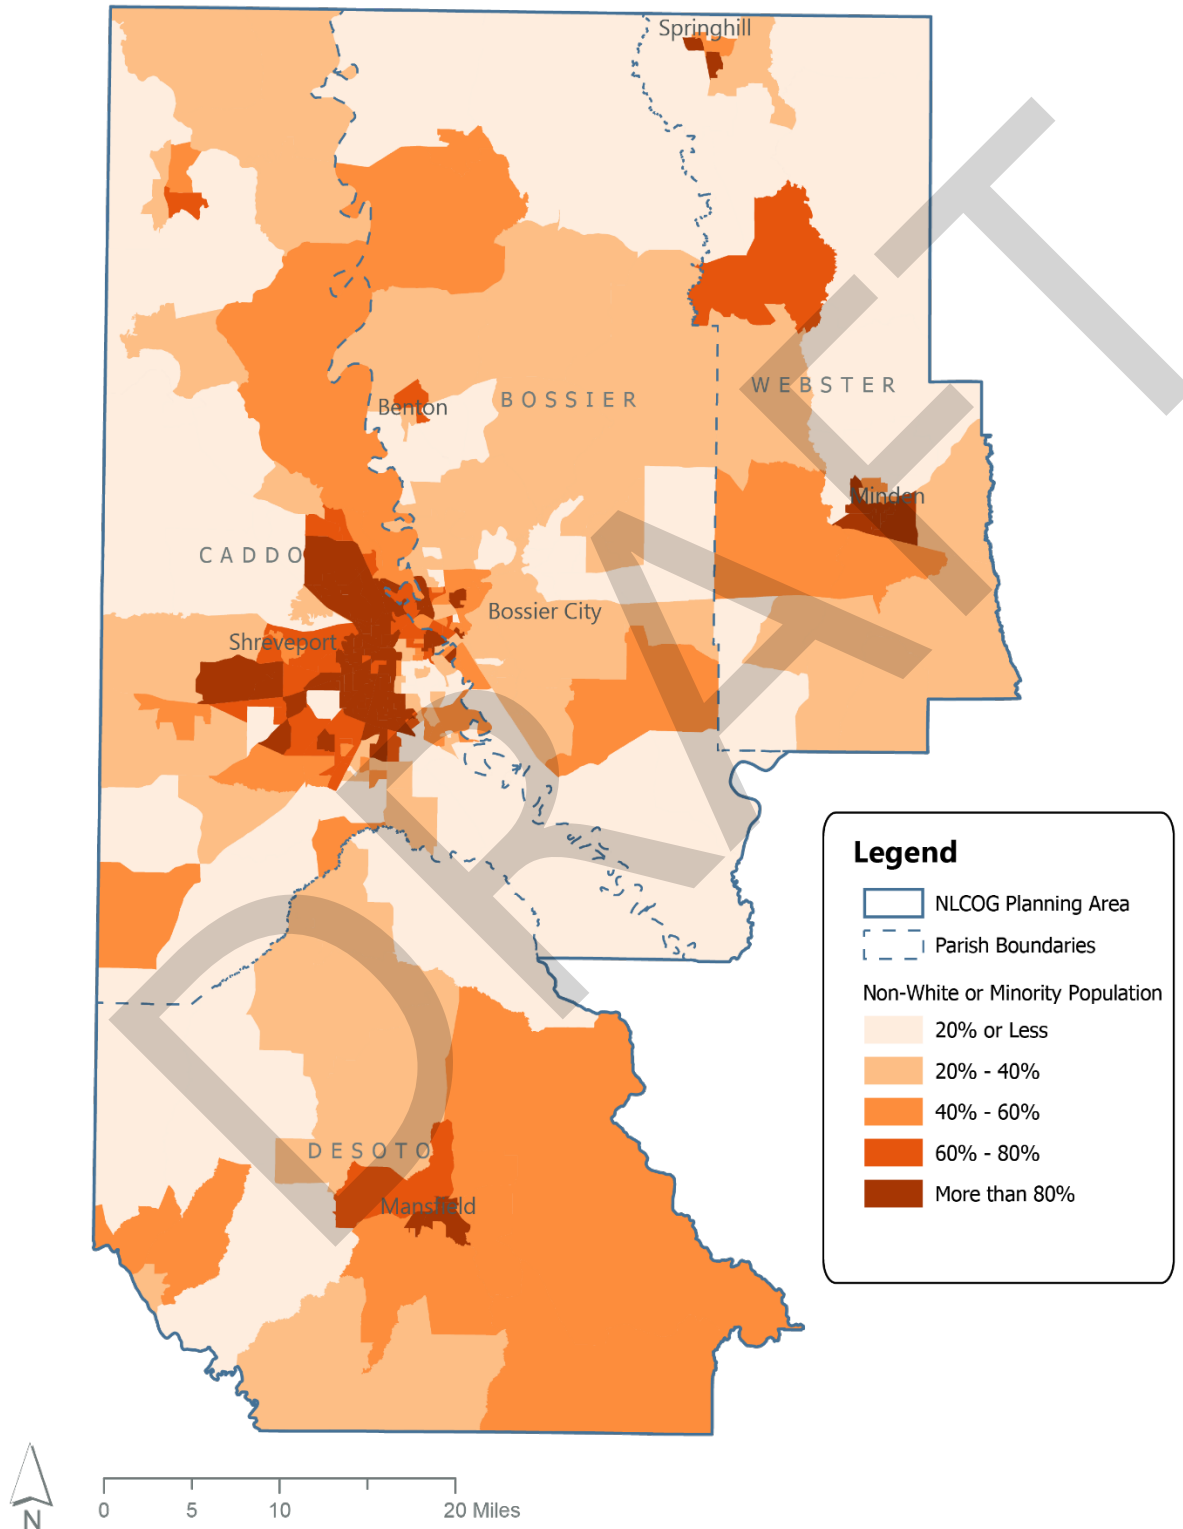 Springhill
Benton
BOSSIER
WEBSTER
Minden
CADDO
Bossier City
Shreveport
DESOTO
Mansfield
DRAFT
Legend
NLCOG Planning Area
Parish Boundaries
Non-White or Minority Population
20% or Less
20% - 40%
40% - 60%
60% - 80%
More than 80%
N
0 5 10 20 Miles